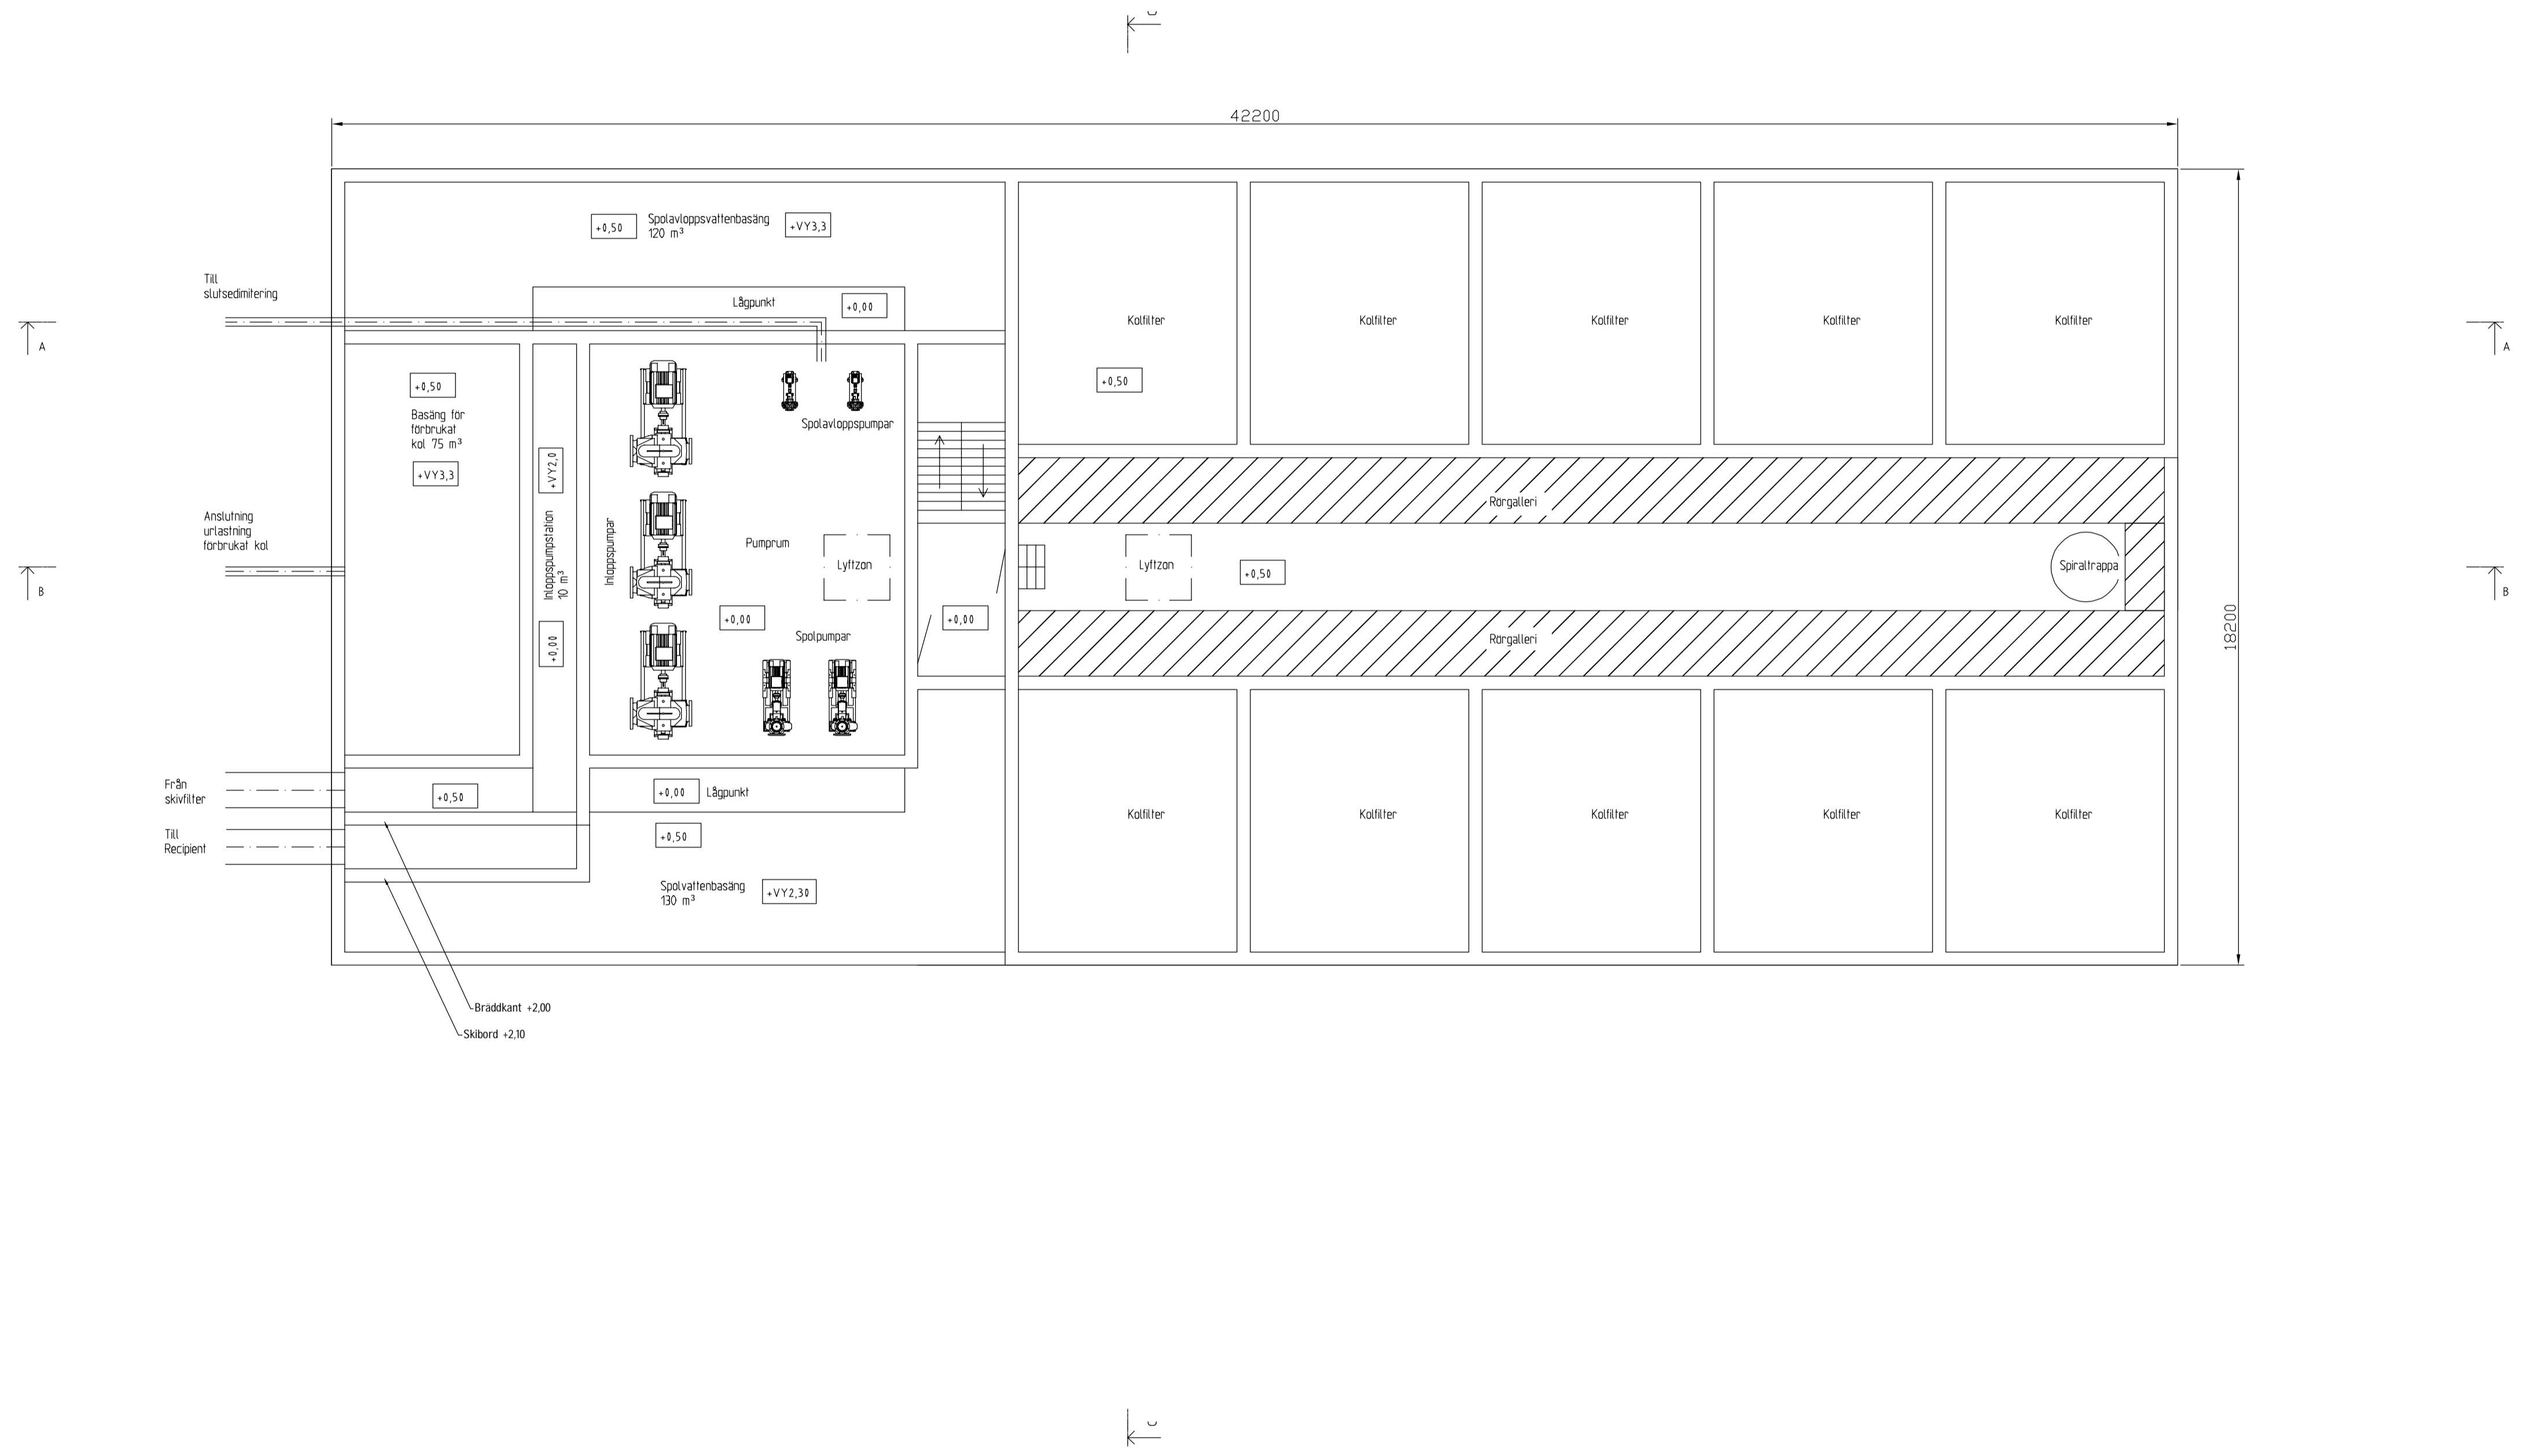 42200
+0,50
Spolavloppsvattenbasäng
120 m³
+VY3,3
Till
slutsedimitering
Lågpunkt
+0,00
A
Kolfilter
Kolfilter
Kolfilter
Kolfilter
Kolfilter
A
+0,50
+0,50
Basäng för
förbrukat
kol 75 m³
+VY3,3
Spolavloppspumpar
+VY2,0
Rörgalleri
Anslutning
urlastning
förbrukat kol
Inloppspumpstation
10 m³
Inloppspumpar
Pumprum
Lyftzon
Lyftzon
+0,50
Spiraltrappa
B
B
+0,00
+0,00
+0,00
Spolpumpar
Rörgalleri
18200
Från
skivfilter
+0,50
+0,00
Lågpunkt
Till
Recipient
+0,50
Kolfilter
Kolfilter
Kolfilter
Kolfilter
Kolfilter
Spolvattenbasäng
130 m³
+VY2,30
Bräddkant +2,00
Skibord +2,10